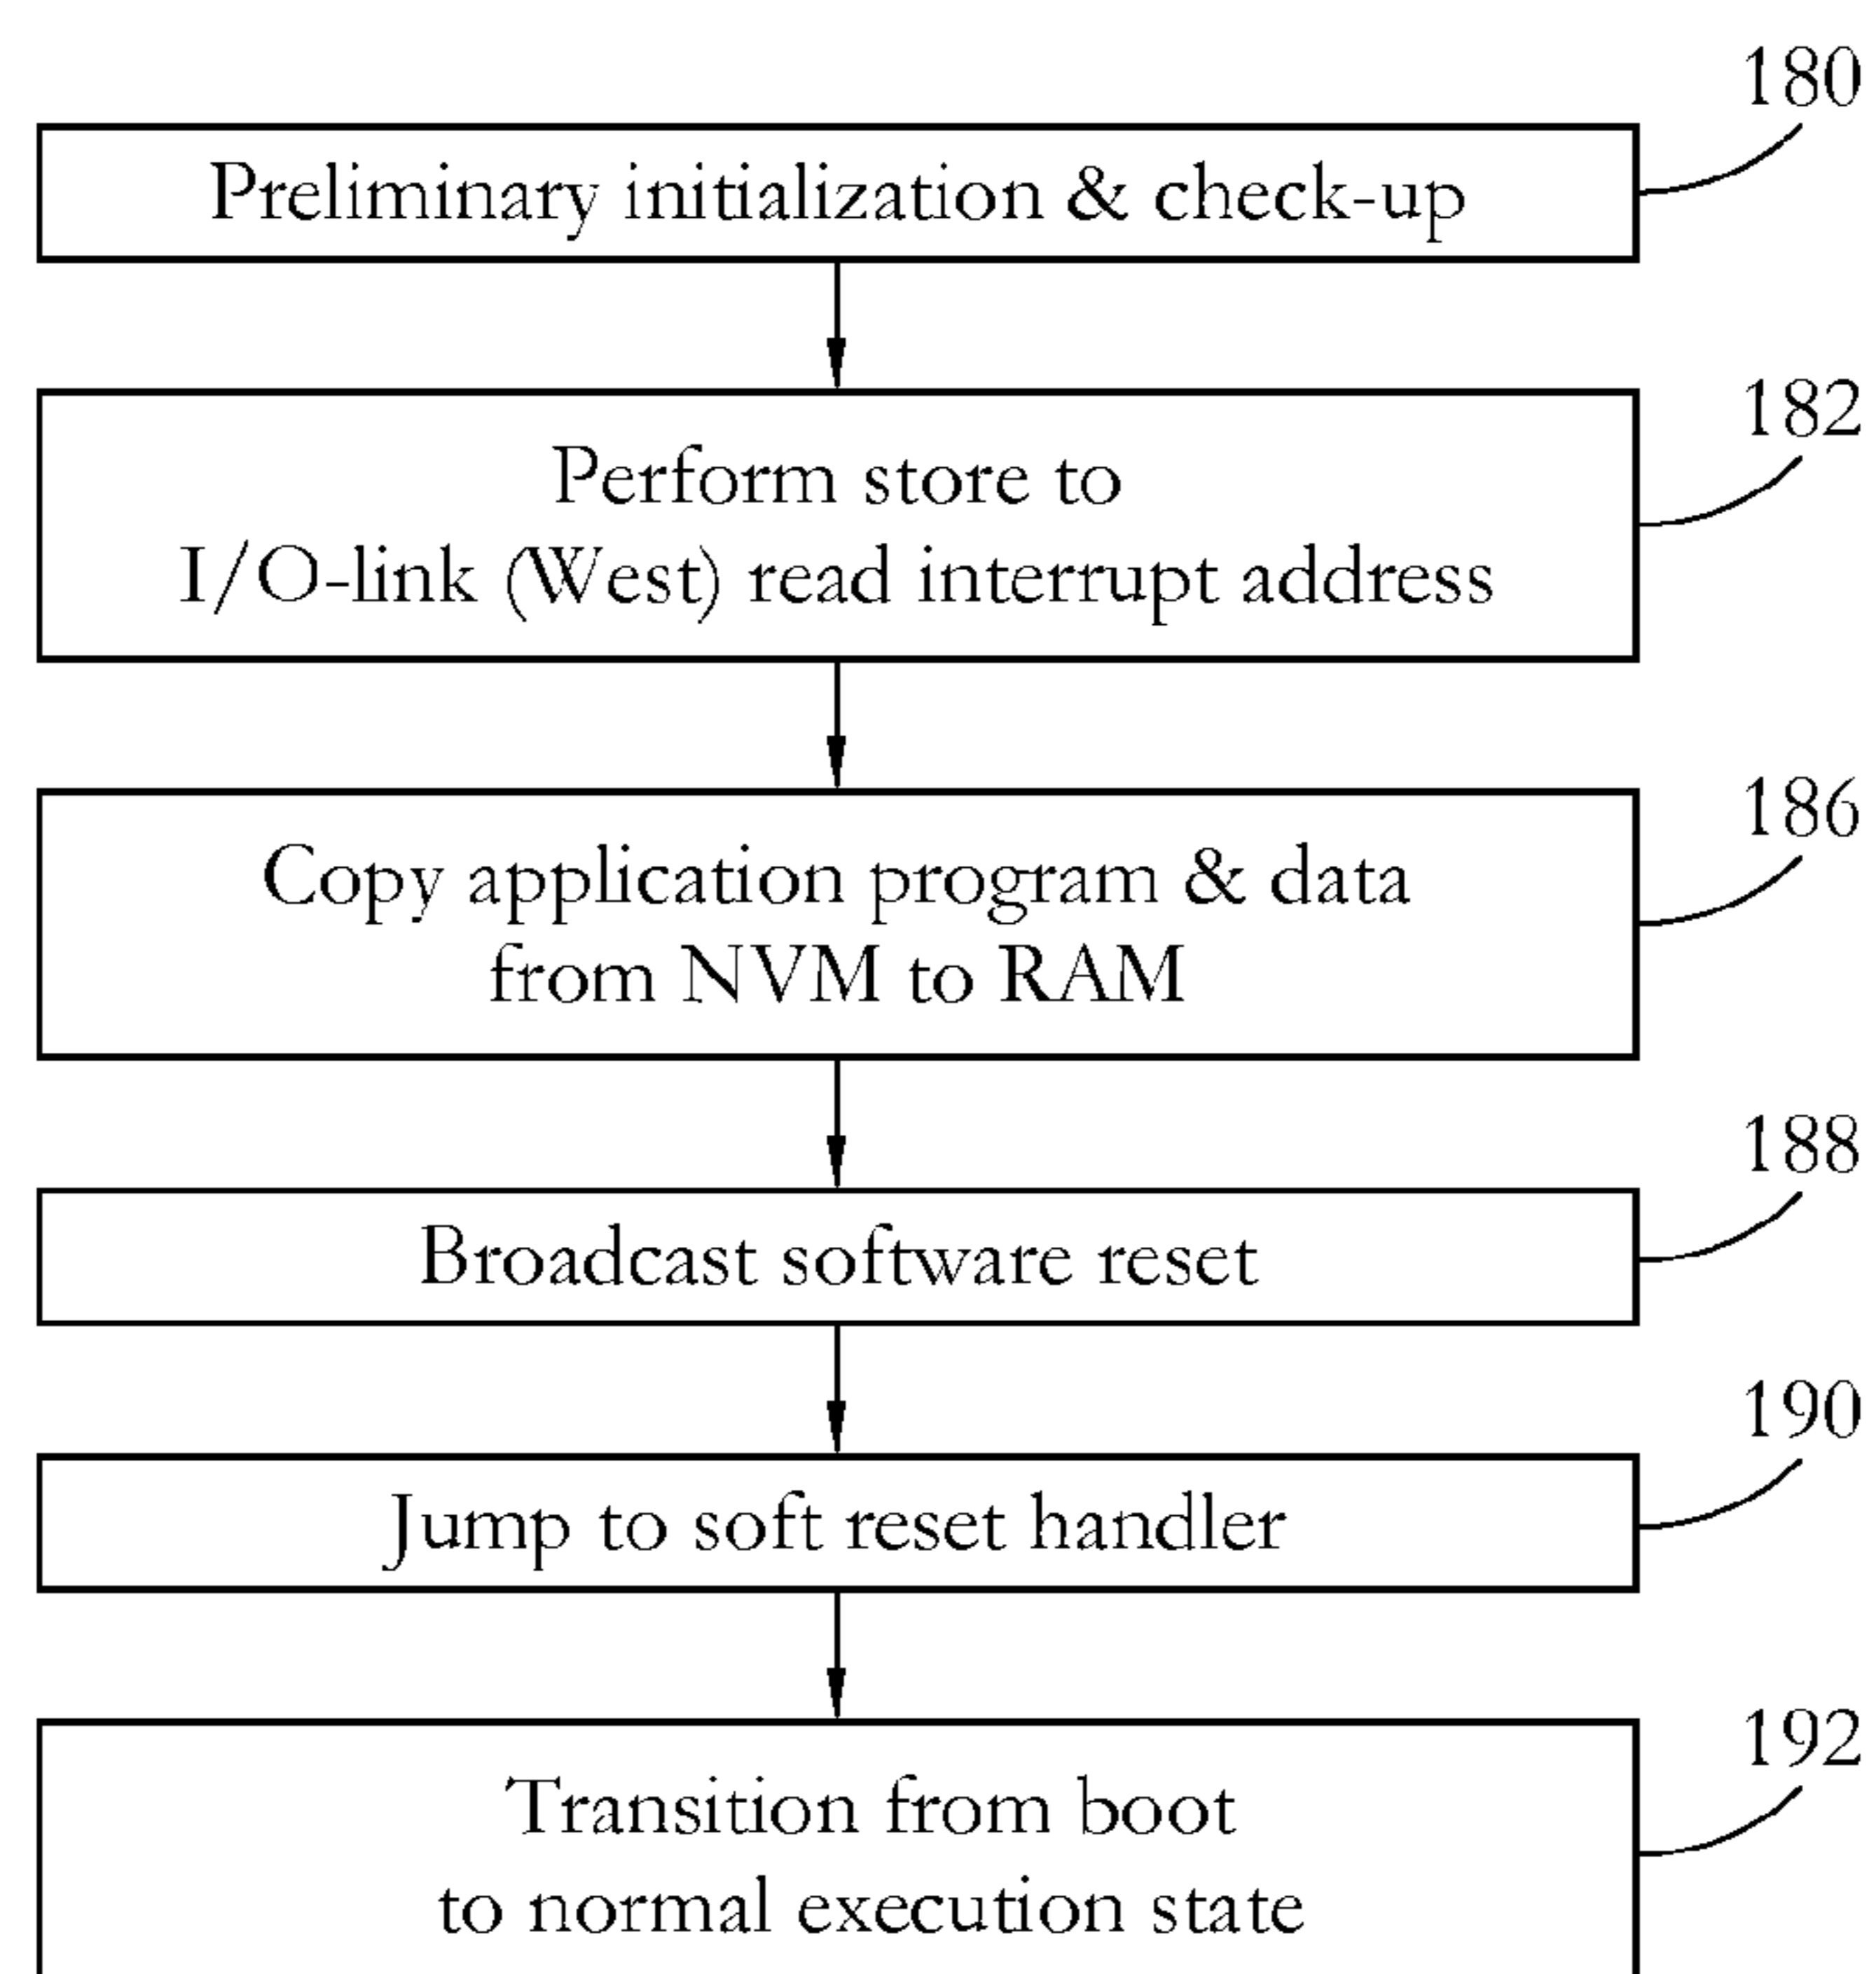 180
Preliminary initialization & check-up
182
Perform store to
I/O-link (West) read interrupt address
186
Copy application program & data
from NVM to RAM
188
Broadcast software reset
190
Jump to soft reset handler
192
Transition from boot
to normal execution state